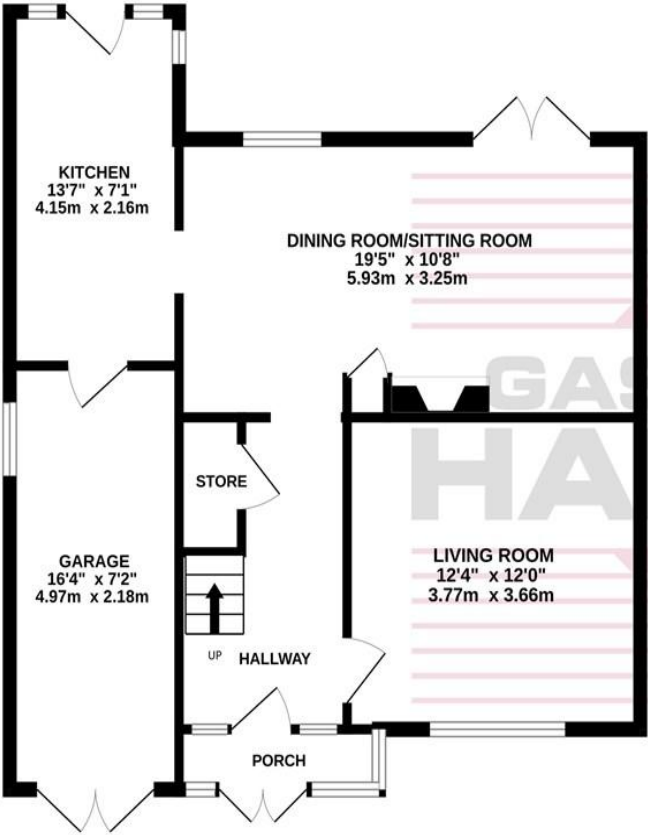 KITCHEN
13'7" x 7'1"
4.15m x 2.16m
DINING ROOM/SITTING ROOM
19'5" x 10'8"
5.93m x 3.25m
STORE
GARAGE
16'4" x 7'2"
4.97m x 2.18m
LIVING ROOM
12'4" x 12'0"
3.77m x 3.66m
UP
HALLWAY
PORCH